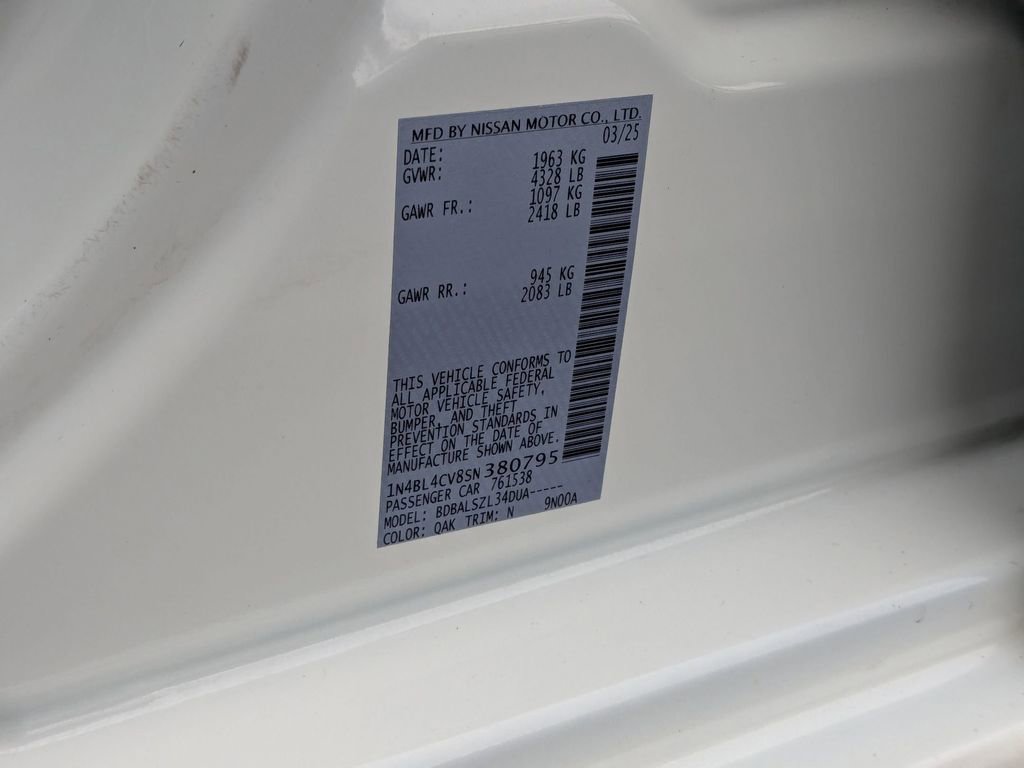 MFD BY NISSAN MOTOR CO., LTD.
DATE: 03/25
GVWR: 1963 KG
4328 LB
GAWR FR.: 1097 KG
2418 LB
GAWR RR.: 945 KG
2083 LB
THIS VEHICLE CONFORMS TO
ALL APPLICABLE FEDERAL
MOTOR VEHICLE SAFETY,
BUMPER, AND THEFT
PREVENTION STANDARDS IN
EFFECT ON THE DATE OF
MANUFACTURE SHOWN ABOVE.
1N4BL4CV8SN380795
PASSENGER CAR 761538
MODEL: BDBALSZL34DUA-----
COLOR: QAK TRIM: N 9N00A